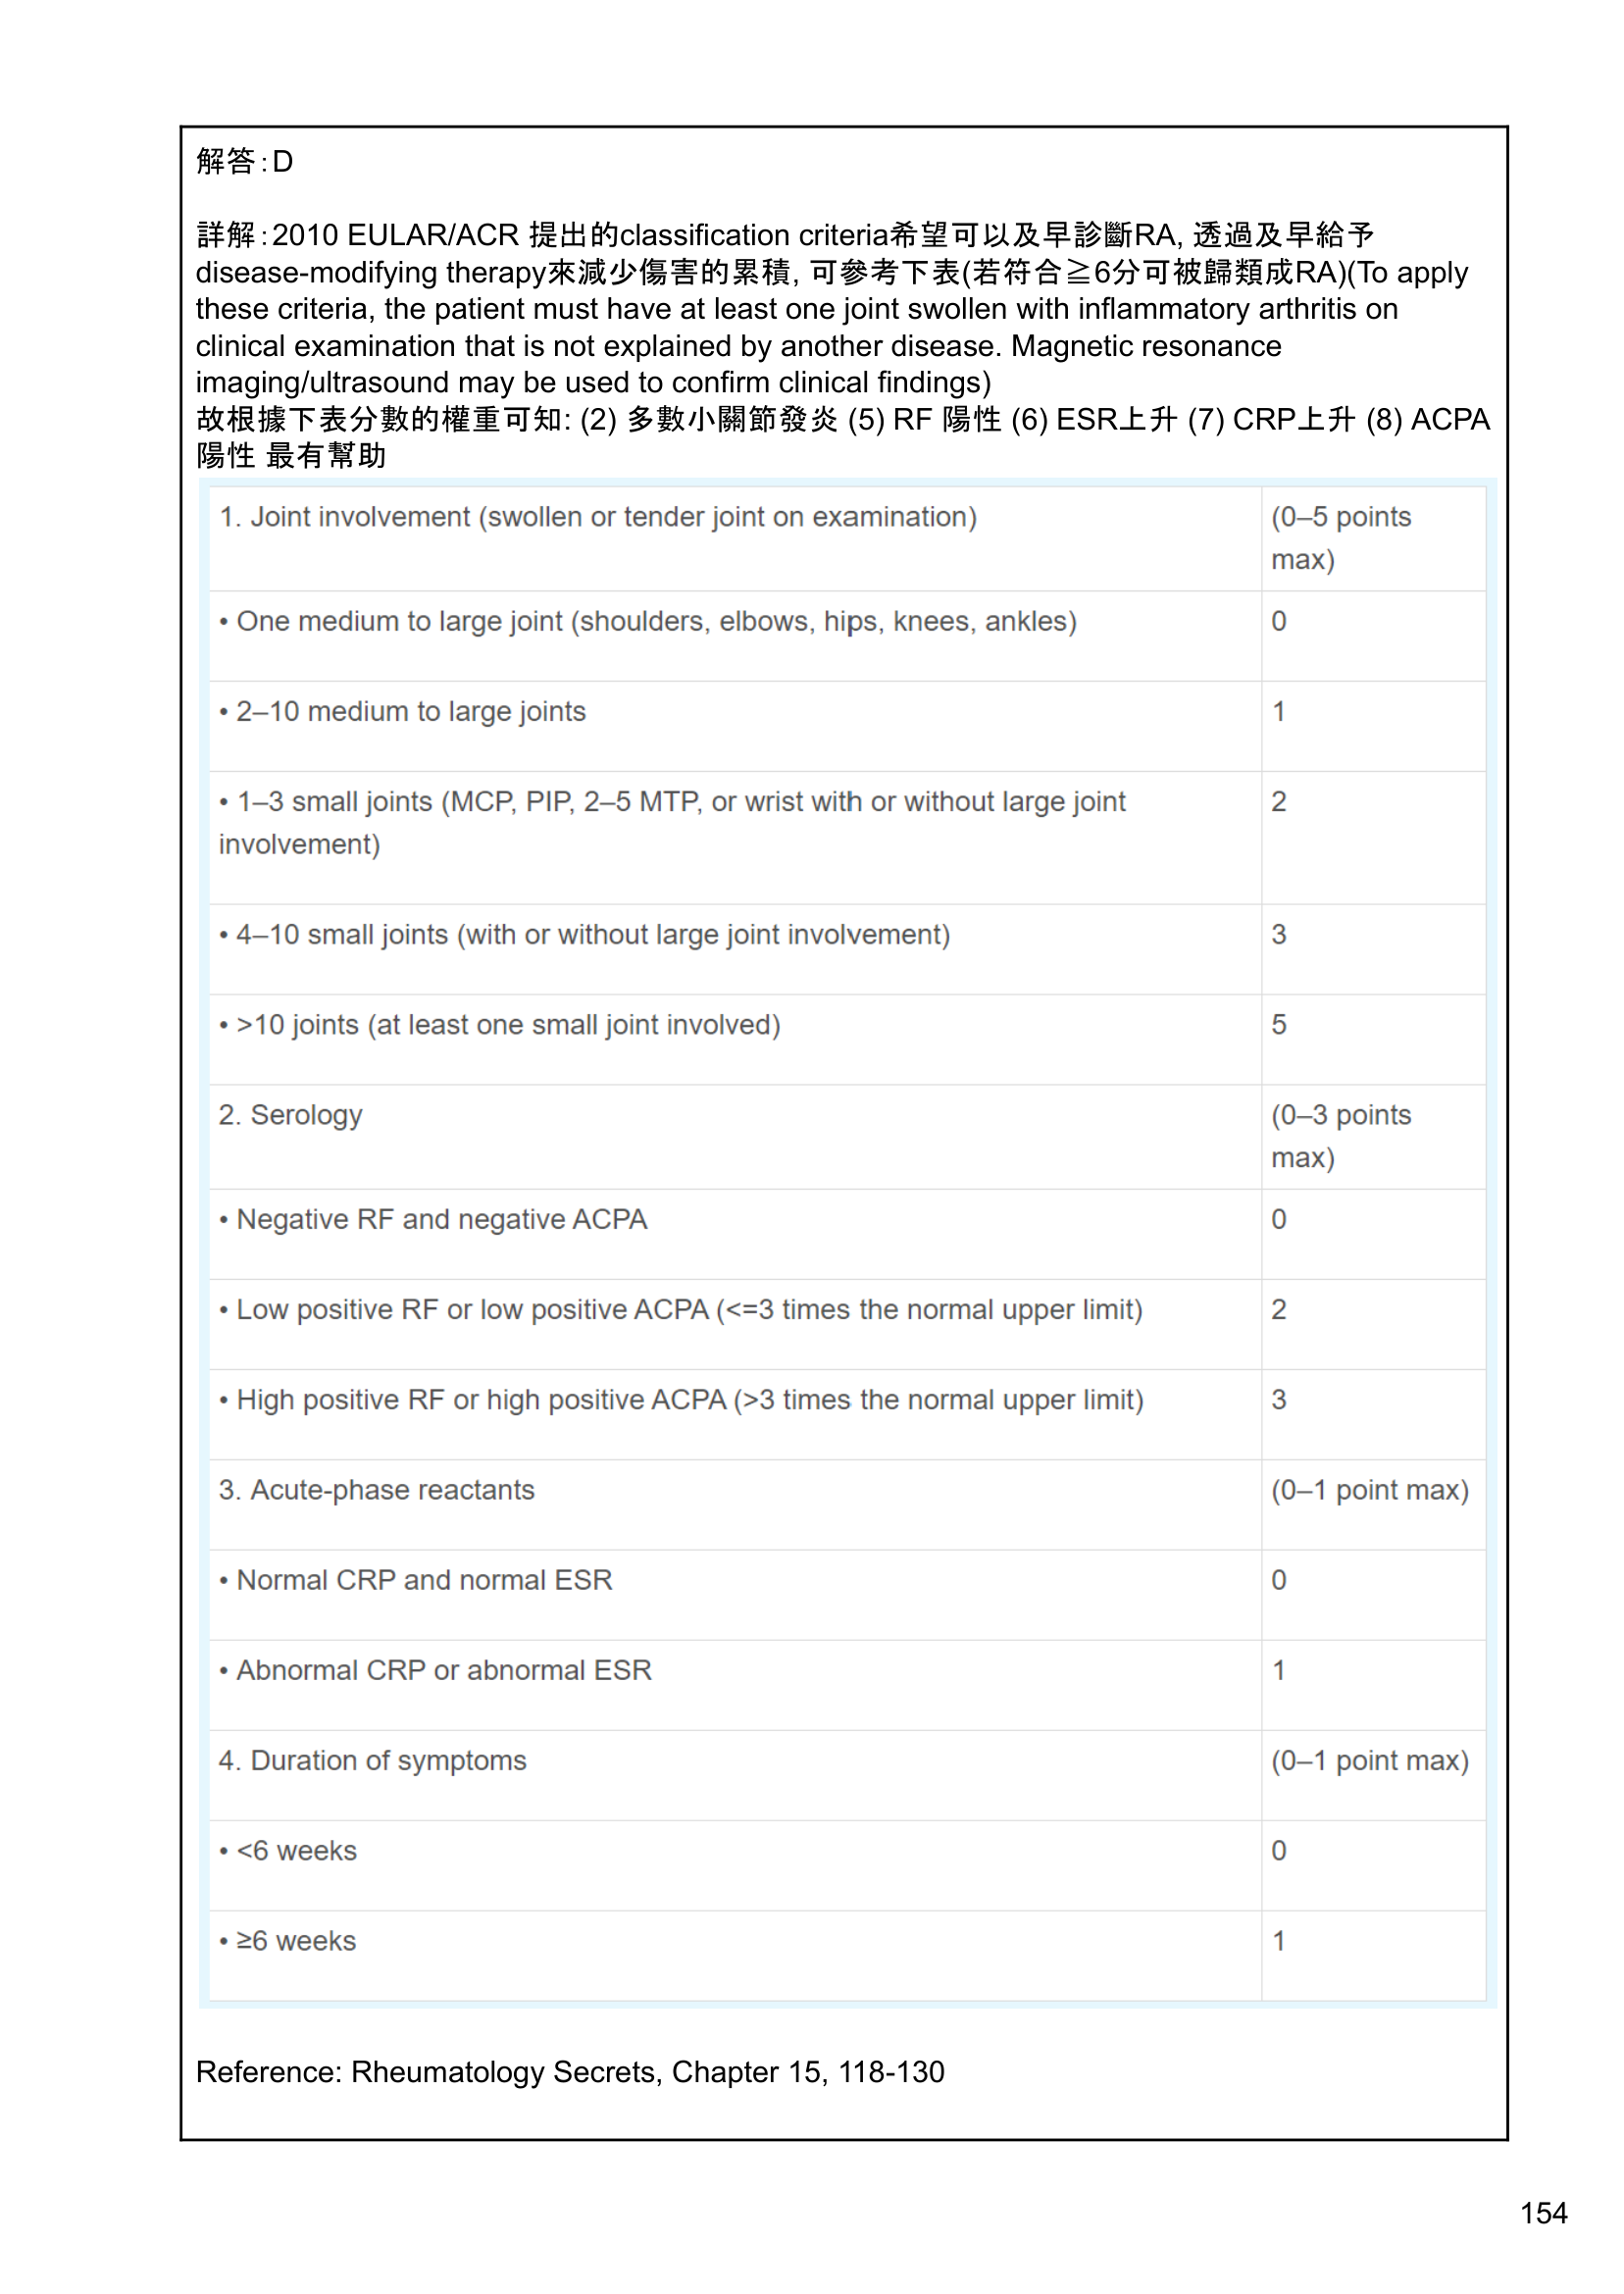 解答：D
詳解：2010 EULAR/ACR 提出的classification criteria希望可以及早診斷RA, 透過及早給予
disease-modifying therapy來減少傷害的累積, 可參考下表(若符合≧6分可被歸類成RA)(To apply
these criteria, the patient must have at least one joint swollen with inflammatory arthritis on
clinical examination that is not explained by another disease. Magnetic resonance
imaging/ultrasound may be used to confirm clinical findings)
故根據下表分數的權重可知: (2) 多數小關節發炎 (5) RF 陽性 (6) ESR上升 (7) CRP上升 (8) ACPA
陽性 最有幫助
1. Joint involvement (swollen or tender joint on examination) (0–5 points
max)
• One medium to large joint (shoulders, elbows, hips, knees, ankles) 0
• 2–10 medium to large joints 1
• 1–3 small joints (MCP, PIP, 2–5 MTP, or wrist with or without large joint 2
involvement)
• 4–10 small joints (with or without large joint involvement) 3
• >10 joints (at least one small joint involved) 5
2. Serology (0–3 points
max)
• Negative RF and negative ACPA 0
• Low positive RF or low positive ACPA (<=3 times the normal upper limit) 2
• High positive RF or high positive ACPA (>3 times the normal upper limit) 3
3. Acute-phase reactants (0–1 point max)
• Normal CRP and normal ESR 0
• Abnormal CRP or abnormal ESR 1
4. Duration of symptoms (0–1 point max)
• <6 weeks 0
• ≥6 weeks 1
Reference: Rheumatology Secrets, Chapter 15, 118-130
154